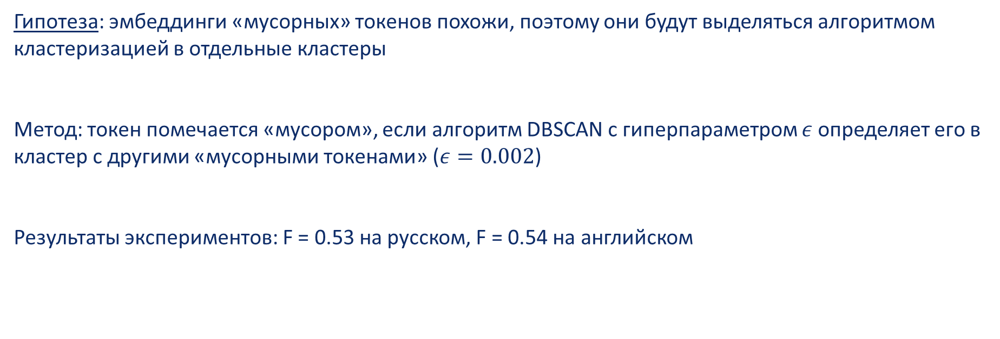 Гипотеза: эмбеддинги «мусорных» токенов похожи, поэтому они будут выделяться алгоритмом
кластеризацией в отдельные кластеры
Метод: токен помечается «мусором», если алгоритм DBSCAN с гиперпараметром ϵ определяет его в
кластер с другими «мусорными токенами» (ϵ = 0.002)
Результаты экспериментов: F = 0.53 на русском, F = 0.54 на английском